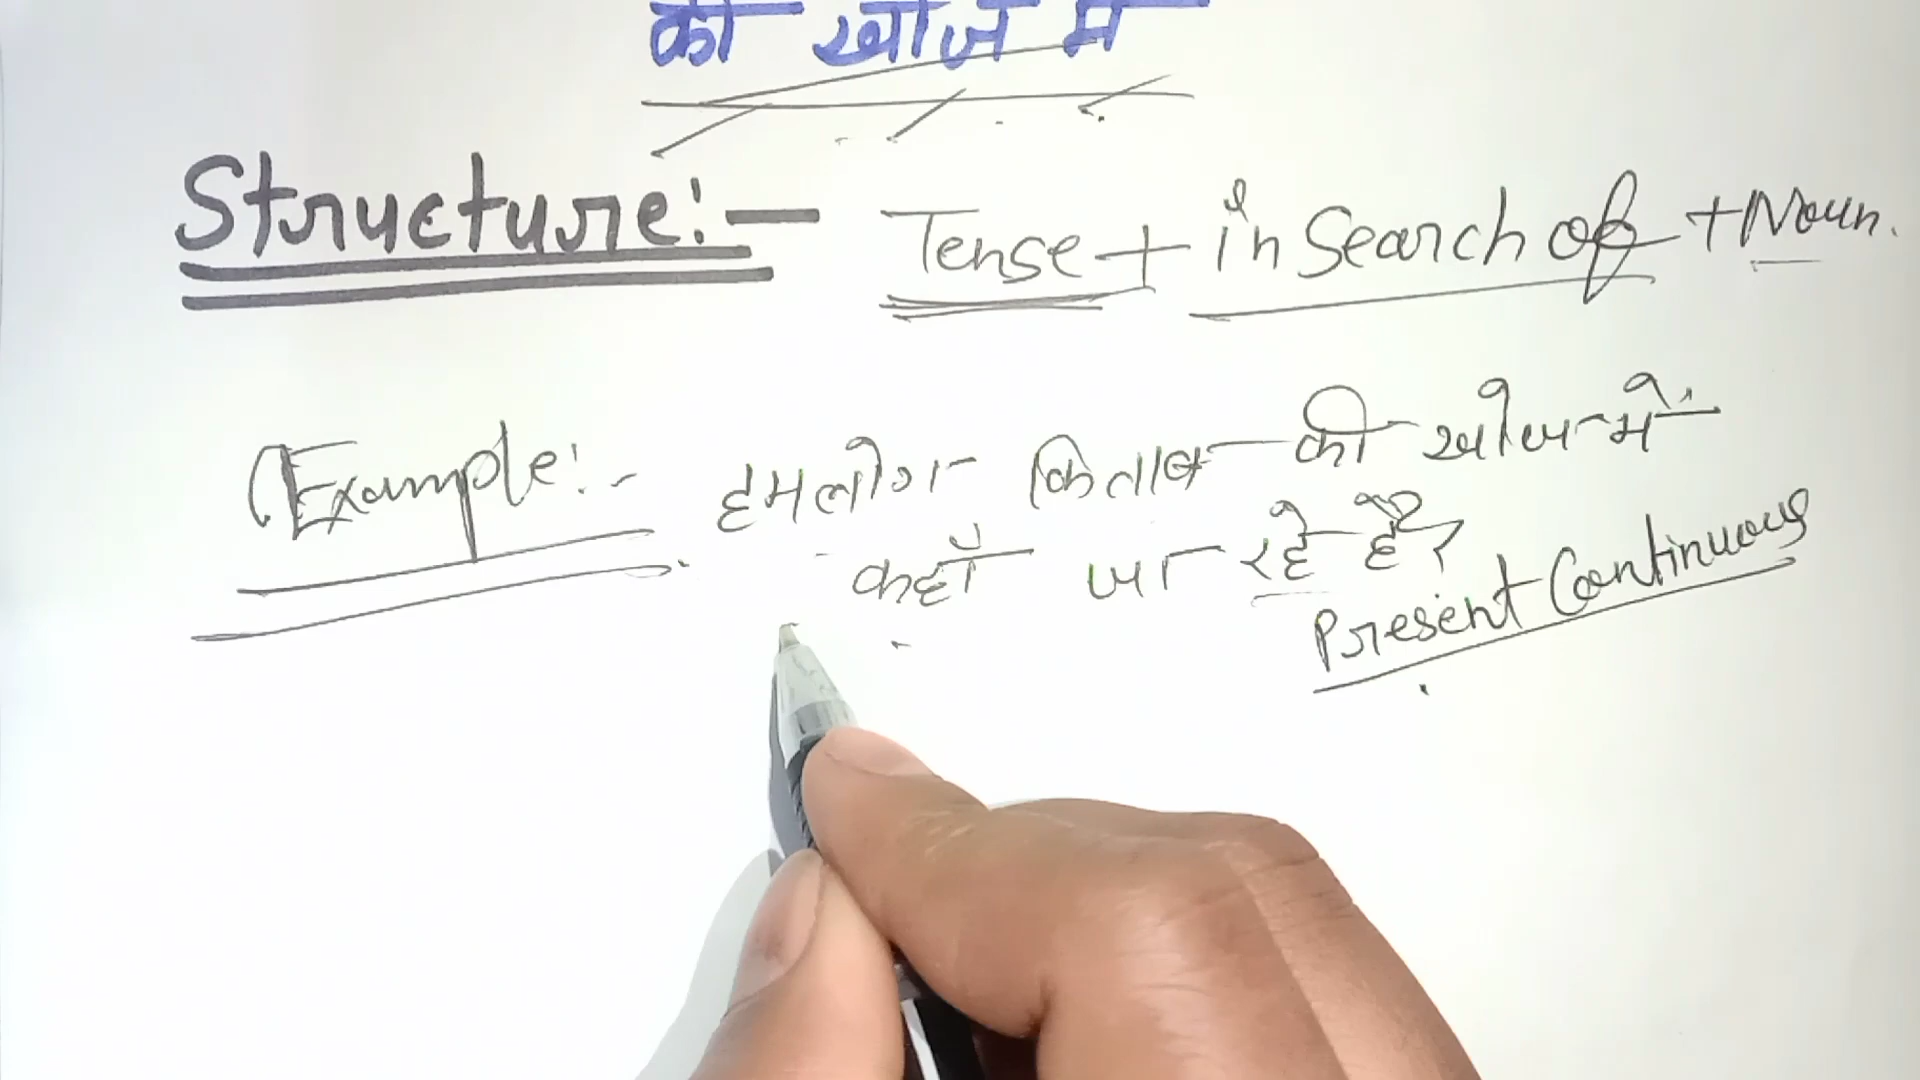 की खोज में
Structure:- Tense + in Search of + Noun.
Example:- हमलोग किताब की खोज में
कहाँ जा रहे हैं?
Present Continuous